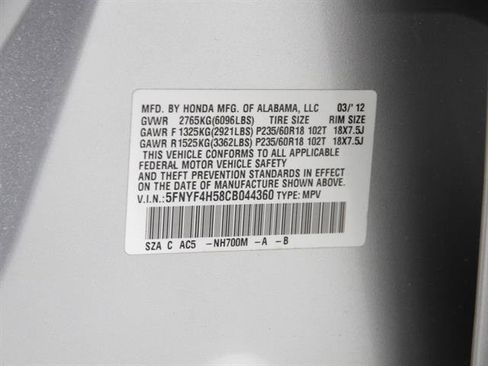 MFD. BY HONDA MFG. OF ALABAMA, LLC 03/'12
GVWR 2765KG(6096LBS) TIRE SIZE RIM SIZE
GAWR F 1325KG(2921LBS) P235/60R18 102T 18X7.5J
GAWR R1525KG(3362LBS) P235/60R18 102T 18X7.5J
THIS VEHICLE CONFORMS TO ALL APPLICABLE
FEDERAL MOTOR VEHICLE SAFETY
AND THEFT PREVENTION STANDARDS IN EFFECT
ON THE DATE OF MANUFACTURE SHOWN ABOVE.
V.I.N.:5FNYF4H58CB044360 TYPE: MPV
SZA C AC5 -NH700M -A -B